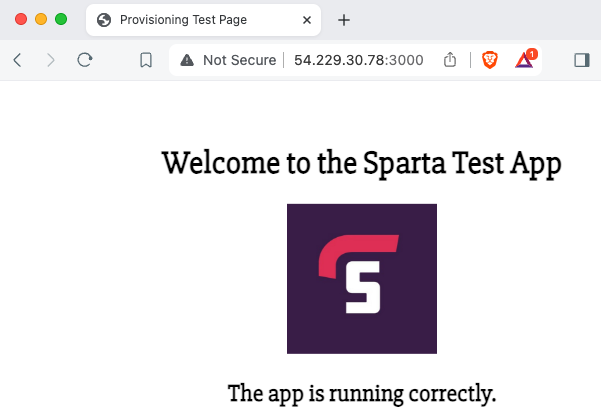 Provisioning Test Page
Not Secure 54.229.30.78:3000
1
Welcome to the Sparta Test App
S
The app is running correctly.